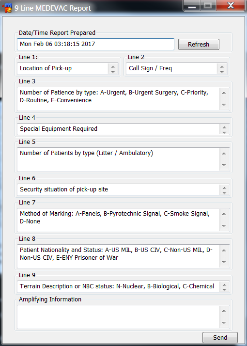 9 Line MEDEVAC Report
Date/Time Report Prepared
Mon Feb 06 03:18:15 2017
Refresh
Line 1:
Line 2
Location of Pick-up
Call Sign / Freq
Line 3
Number of Patience by type: A-Urgent, B-Urgent Surgery, C-Priority,
D-Routine, E-Convenience
Line 4
Special Equipment Required
Line 5
Number of Patients by type (Litter / Ambulatory)
Line 6
Security situation of pick-up site
Line 7
Method of Marking: A-Panels, B-Pyrotechnic Signal, C-Smoke Signal,
D-None
Line 8
Patient Nationality and Status: A-US MIL, B-US CIV, C-Non-US MIL, D-
Non-US CIV, E-ENY Prisoner of War
Line 9
Terrain Description or NBC status: N-Nuclear, B-Biological, C-Chemical
Amplifying Information
Send